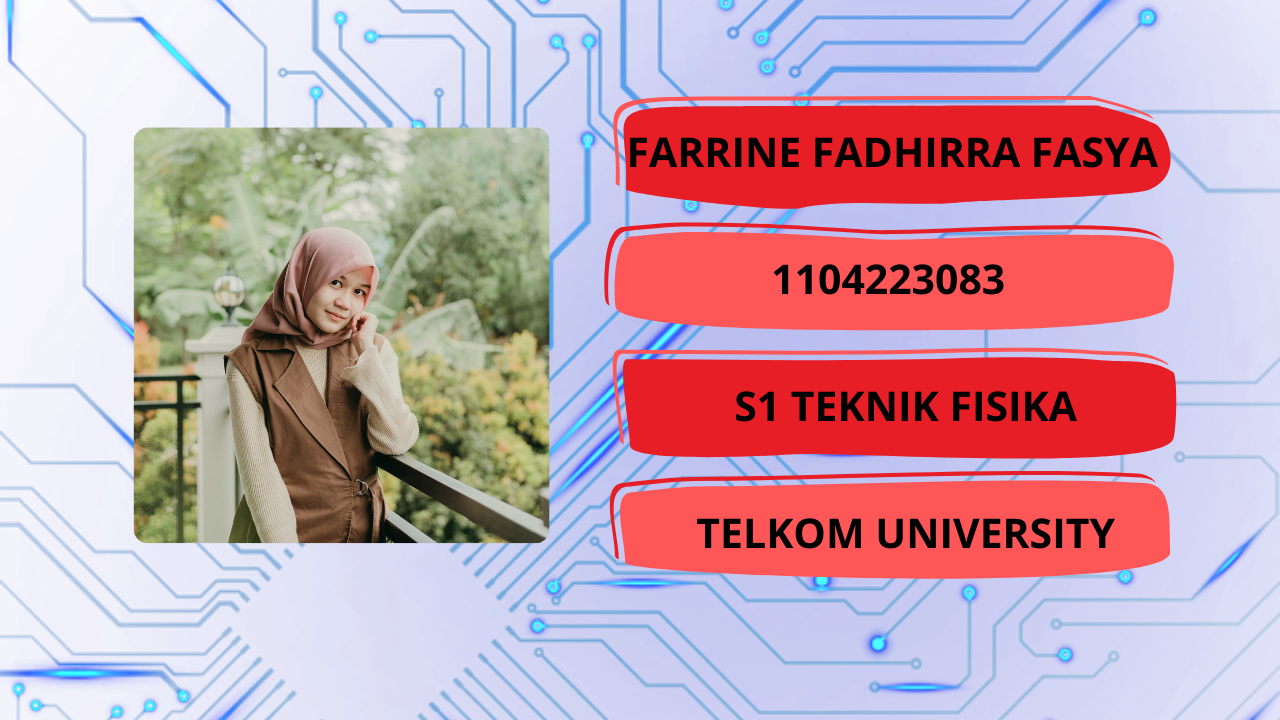 FARRINE FADHIRRA FASYA
1104223083
S1 TEKNIK FISIKA
TELKOM UNIVERSITY